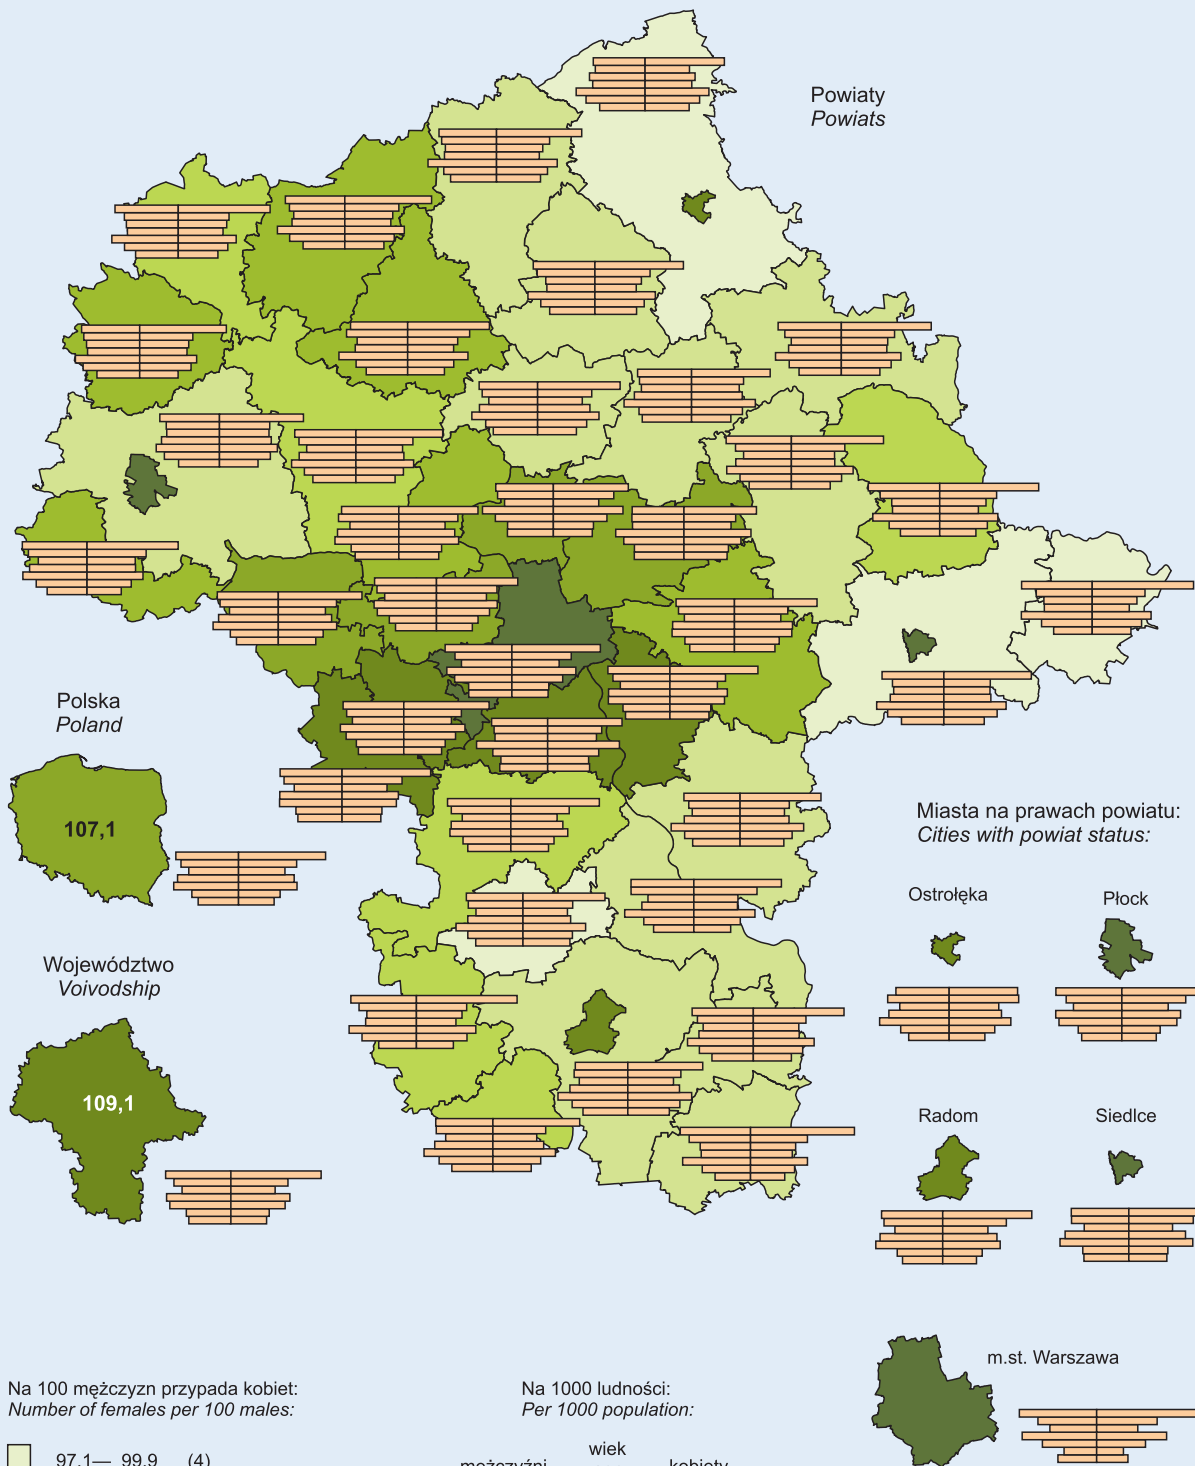 Powiaty
Powiats
Polska
Poland
107,1
Województwo
Voivodship
109,1
Miasta na prawach powiatu:
Cities with powiat status:
Ostrołęka
Płock
Radom
Siedlce
m.st. Warszawa
Na 100 mężczyzn przypada kobiet:
Number of females per 100 males:
97,1— 99,9 (4)
Na 1000 ludności:
Per 1000 population:
wiek
mężczyźni
kobiety